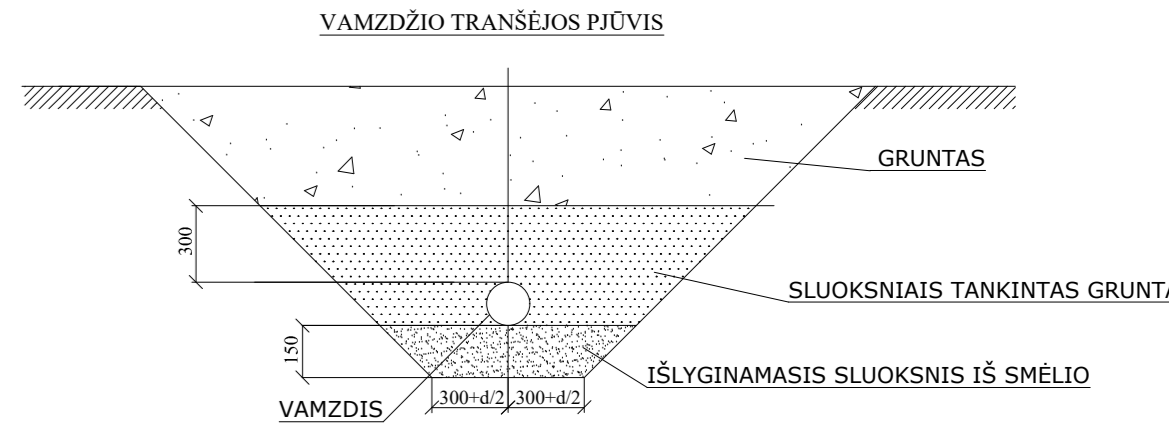 VAMZDŽIO TRANŠĖJOS PJŪVIS
GRUNTAS
300
SLUOKSNIAIS TANKINTAS GRUNTA
150
IŠLYGINAMASIS SLUOKSNIS IŠ SMĖLIO
300+d/2 300+d/2
VAMZDIS